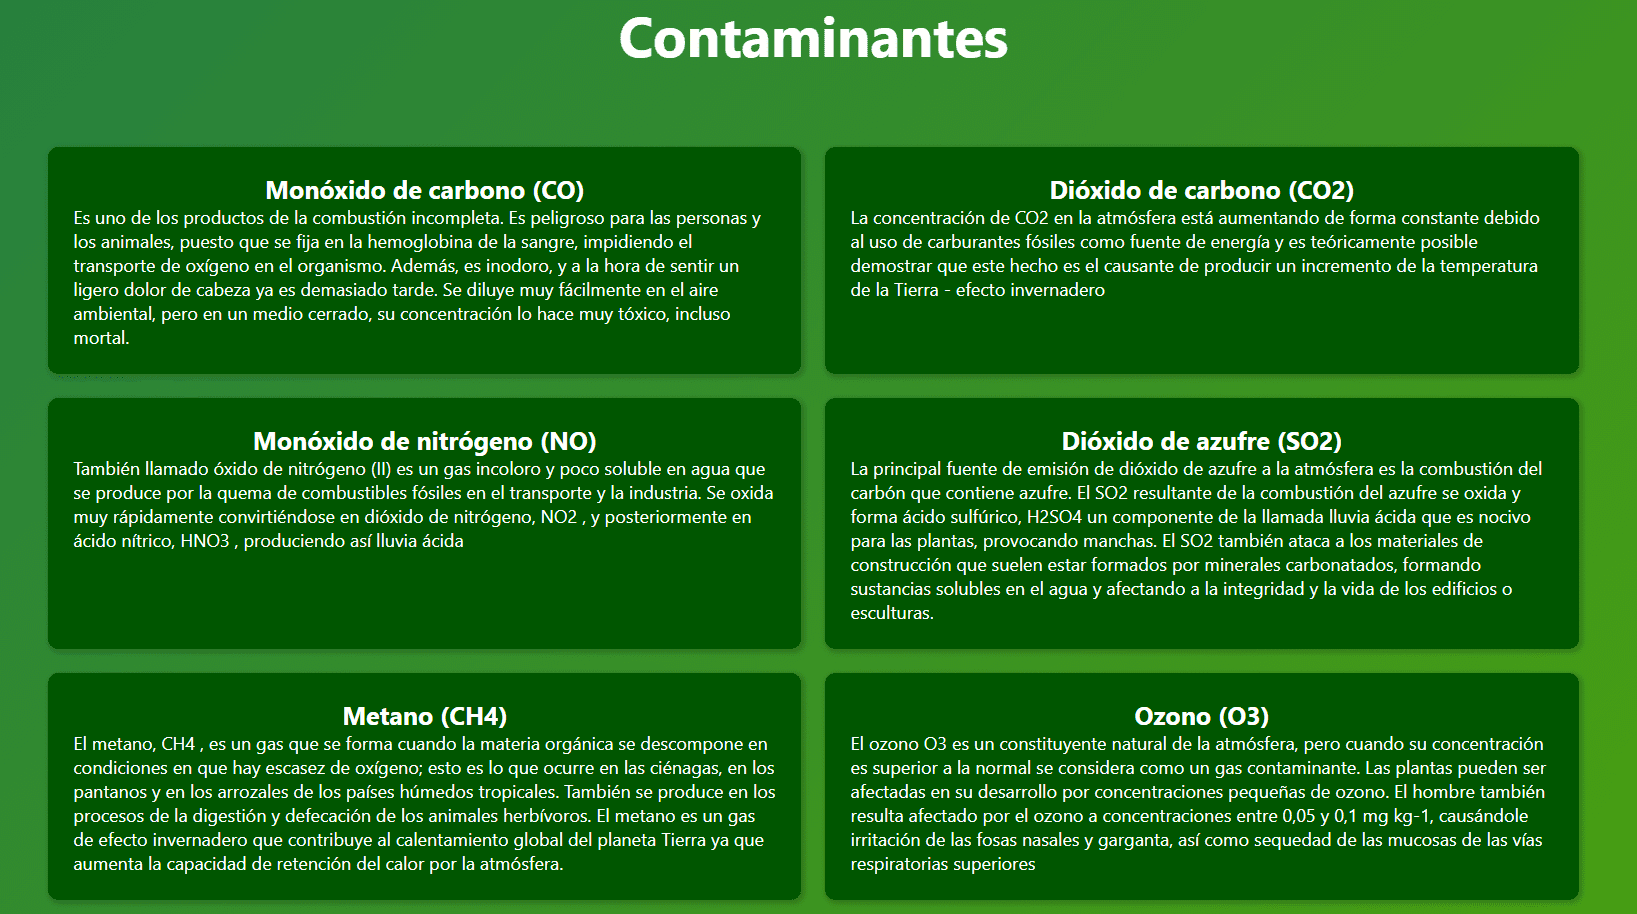 Contaminantes
Monóxido de carbono (CO)
Es uno de los productos de la combustión incompleta. Es peligroso para las personas y
los animales, puesto que se fija en la hemoglobina de la sangre, impidiendo el
transporte de oxígeno en el organismo. Además, es inodoro, y a la hora de sentir un
ligero dolor de cabeza ya es demasiado tarde. Se diluye muy fácilmente en el aire
ambiental, pero en un medio cerrado, su concentración lo hace muy tóxico, incluso
mortal.
Dióxido de carbono (CO2)
La concentración de CO2 en la atmósfera está aumentando de forma constante debido
al uso de carburantes fósiles como fuente de energía y es teóricamente posible
demostrar que este hecho es el causante de producir un incremento de la temperatura
de la Tierra - efecto invernadero
Monóxido de nitrógeno (NO)
También llamado óxido de nitrógeno (II) es un gas incoloro y poco soluble en agua que
se produce por la quema de combustibles fósiles en el transporte y la industria. Se oxida
muy rápidamente convirtiéndose en dióxido de nitrógeno, NO2 , y posteriormente en
ácido nítrico, HNO3 , produciendo así lluvia ácida
Dióxido de azufre (SO2)
La principal fuente de emisión de dióxido de azufre a la atmósfera es la combustión del
carbón que contiene azufre. El SO2 resultante de la combustión del azufre se oxida y
forma ácido sulfúrico, H2SO4 un componente de la llamada lluvia ácida que es nocivo
para las plantas, provocando manchas. El SO2 también ataca a los materiales de
construcción que suelen estar formados por minerales carbonatados, formando
sustancias solubles en el agua y afectando a la integridad y la vida de los edificios o
esculturas.
Metano (CH4)
El metano, CH4 , es un gas que se forma cuando la materia orgánica se descompone en
condiciones en que hay escasez de oxígeno; esto es lo que ocurre en las ciénagas, en los
pantanos y en los arrozales de los países húmedos tropicales. También se produce en los
procesos de la digestión y defecación de los animales herbívoros. El metano es un gas
de efecto invernadero que contribuye al calentamiento global del planeta Tierra ya que
aumenta la capacidad de retención del calor por la atmósfera.
Ozono (O3)
El ozono O3 es un constituyente natural de la atmósfera, pero cuando su concentración
es superior a la normal se considera como un gas contaminante. Las plantas pueden ser
afectadas en su desarrollo por concentraciones pequeñas de ozono. El hombre también
resulta afectado por el ozono a concentraciones entre 0,05 y 0,1 mg kg-1, causándole
irritación de las fosas nasales y garganta, así como sequedad de las mucosas de las vías
respiratorias superiores